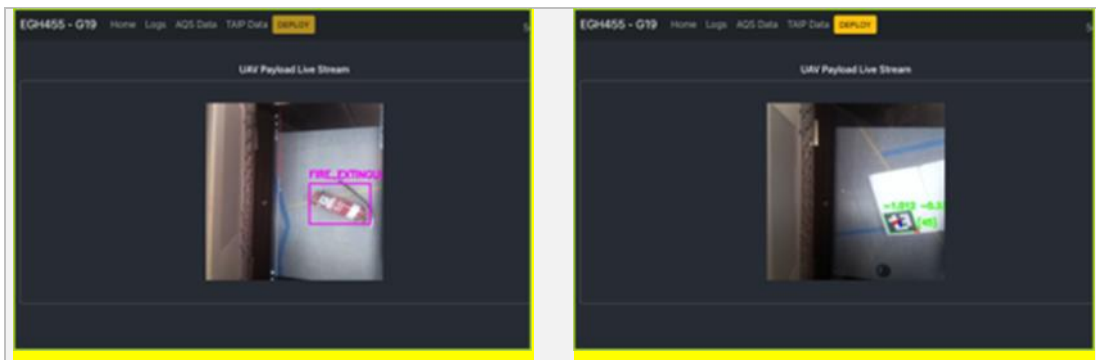 EGH455 - G19 Home Logs AQS Data TAIP Data DEPLOY
UAV Payload Live Stream
FIRE_EXTINGU
EGH455 - G19 Home Logs AQS Data TAIP Data DEPLOY
UAV Payload Live Stream
[45]